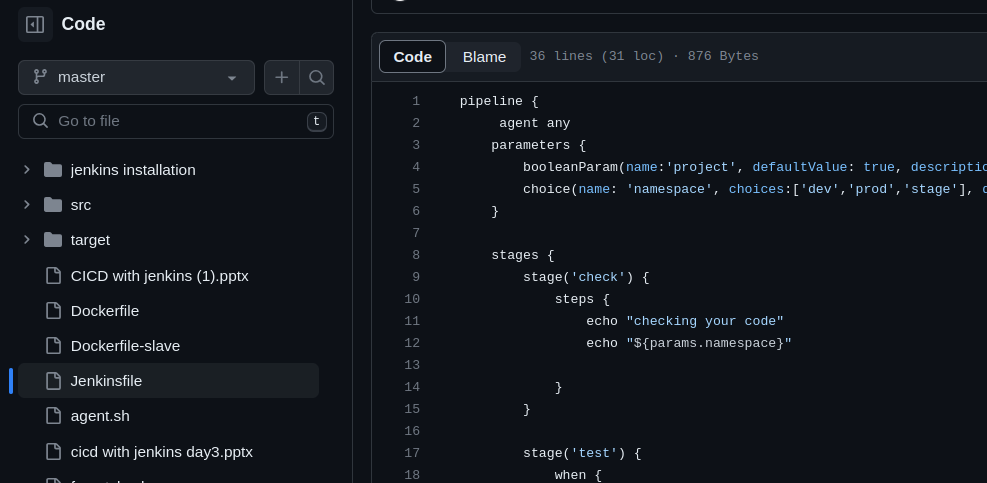 Code
master
Go to file
t
jenkins installation
src
target
CICD with jenkins (1).pptx
Dockerfile
Dockerfile-slave
Jenkinsfile
agent.sh
cicd with jenkins day3.pptx
Code Blame 36 lines (31 loc) · 876 Bytes
1 pipeline {
2 agent any
3 parameters {
4 booleanParam(name:'project', defaultValue: true,
5 choice(name: 'namespace', choices:['dev','prod','stage'],
6 }
7
8 stages {
9 stage('check') {
10 steps {
11 echo "checking your code"
12 echo "${params.namespace}"
13
14 }
15 }
16
17 stage('test') {
18 when {